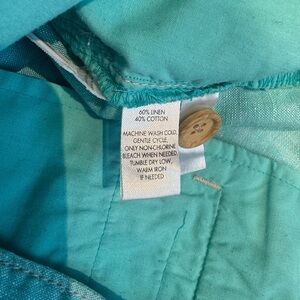 60% LINEN
40% COTTON
MACHINE WASH COLD,
GENTLE CYCLE,
ONLY NON-CHLORINE
BLEACH WHEN NEEDED
TUMBLE DRY LOW,
WARM IRON
IF NEEDED